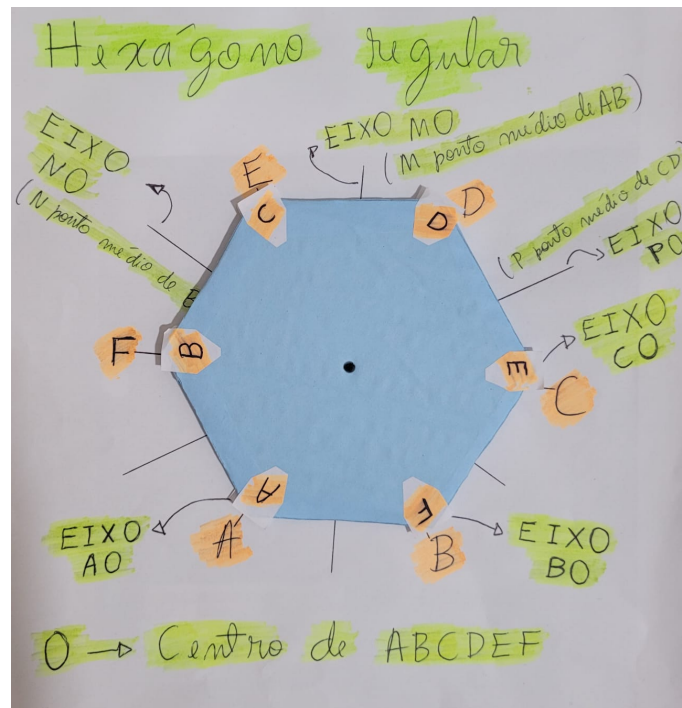 Hexágono regular
EIXO MO
(M ponto médio de AB)
EIXO
NO
(N ponto médio de E
(P ponto médio de CD)
EIXO
PO
E
C
D
D
EIXO
CO
F
B
E
C
A
F
EIXO
AO
A
B
EIXO
BO
O → Centro de ABCDEF